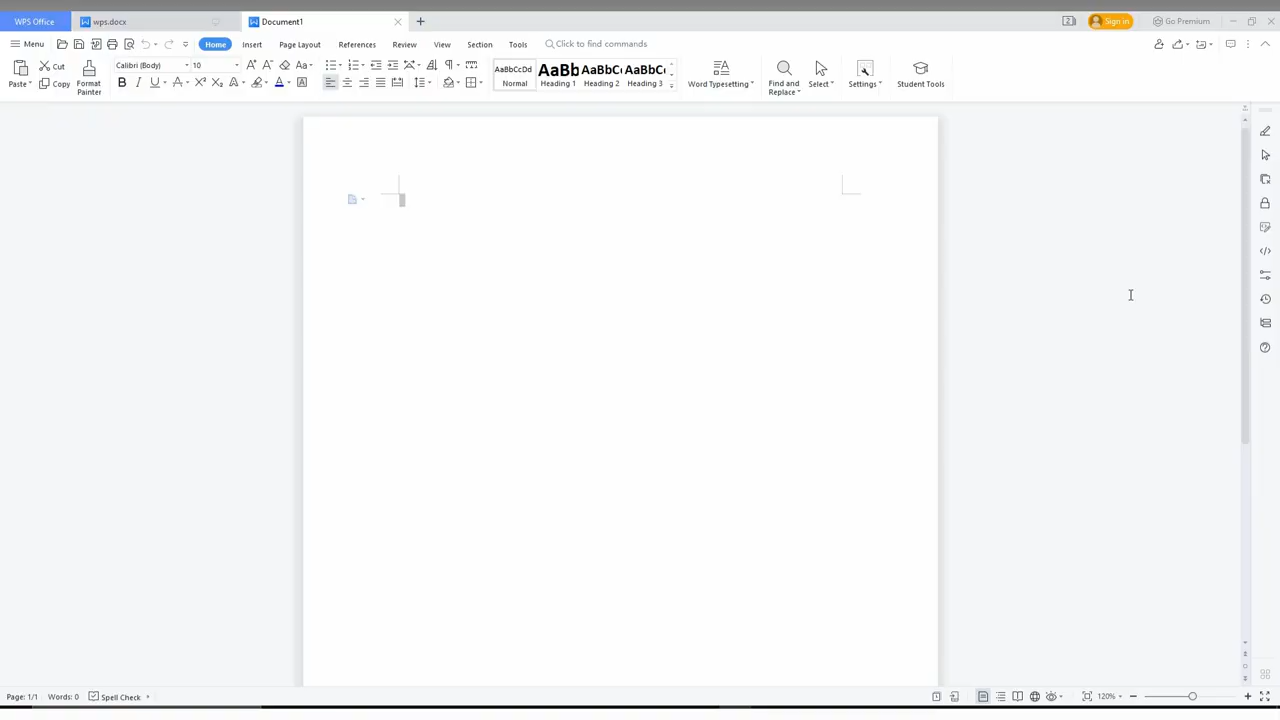 WPS Office wps.docx Document1 Sign in Go Premium
Menu Home Insert Page Layout References Review View Section Tools Click to find commands
Paste Cut Copy Format Painter Calibri (Body) 10 AaBbCcDd Normal AaBb Heading 1 AaBbC Heading 2 AaBbC Heading 3 Word Typesetting Find and Replace Select Settings Student Tools
Page: 1/1 Words: 0 Spell Check 120%